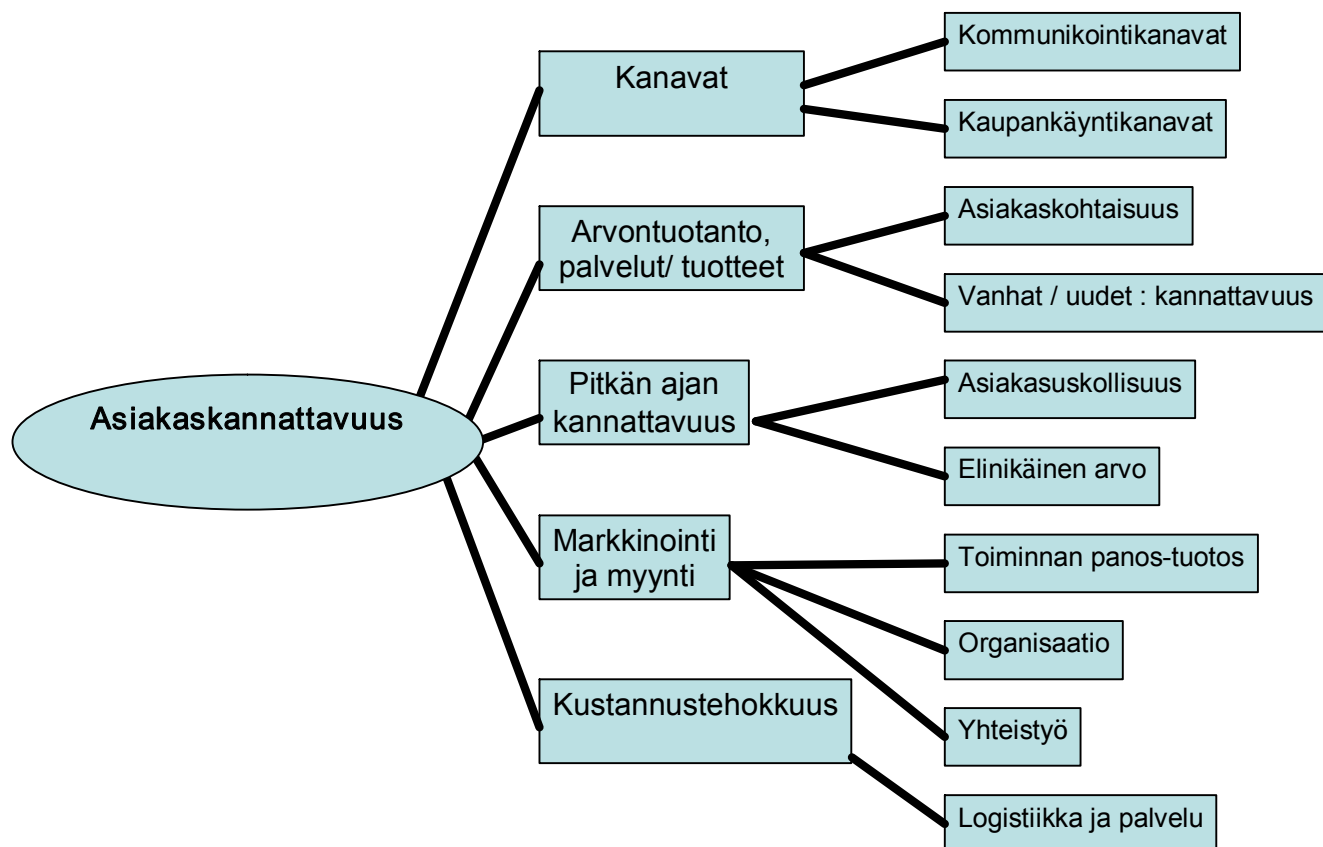 Asiakaskannattavuus
Kanavat
Kommunikointikanavat
Kaupankäyntikanavat
Arvontuotanto,
palvelut/ tuotteet
Asiakaskohtaisuus
Vanhat / uudet : kannattavuus
Pitkän ajan
kannattavuus
Asiakasuskollisuus
Elinikäinen arvo
Markkinointi
ja myynti
Toiminnan panos-tuotos
Organisaatio
Yhteistyö
Kustannustehokkuus
Logistiikka ja palvelu